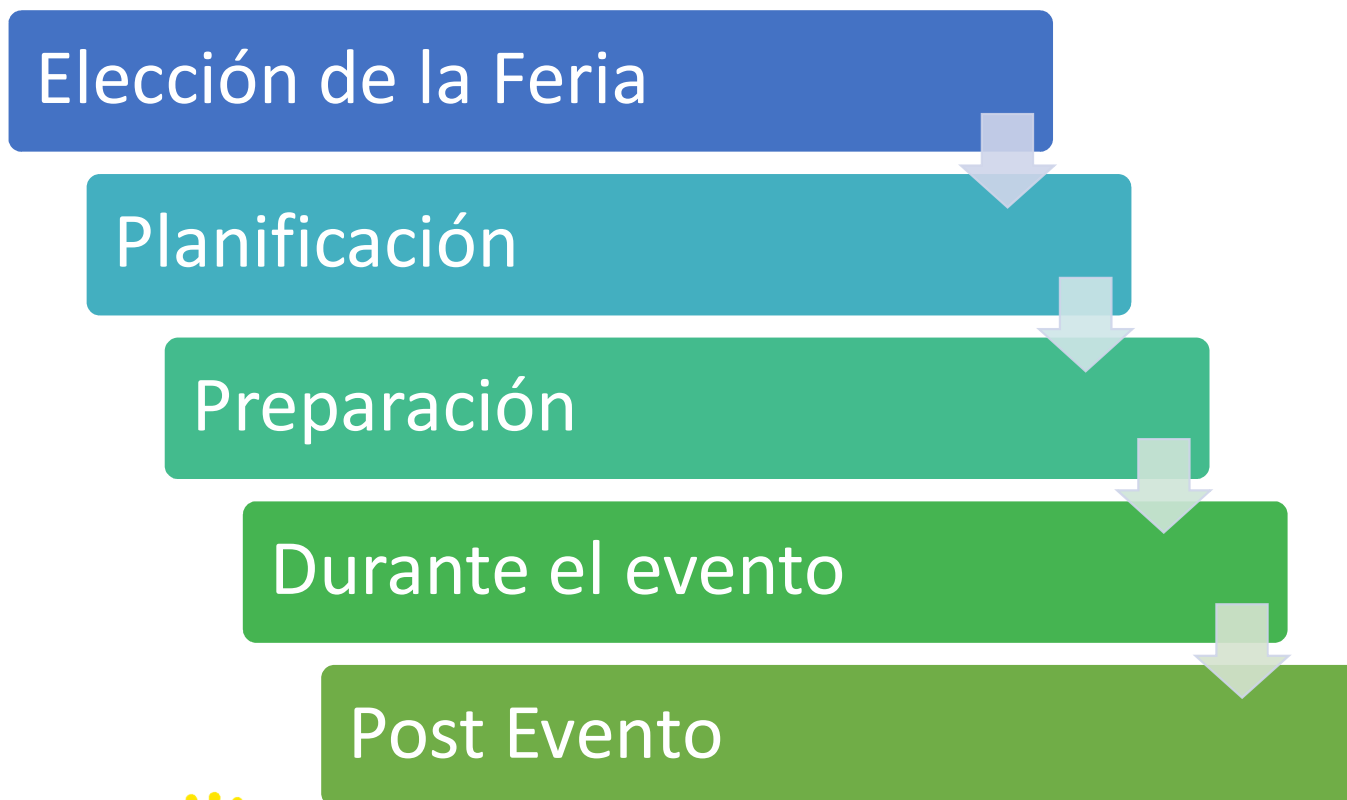 Elección de la Feria
Planificación
Preparación
Durante el evento
Post Evento